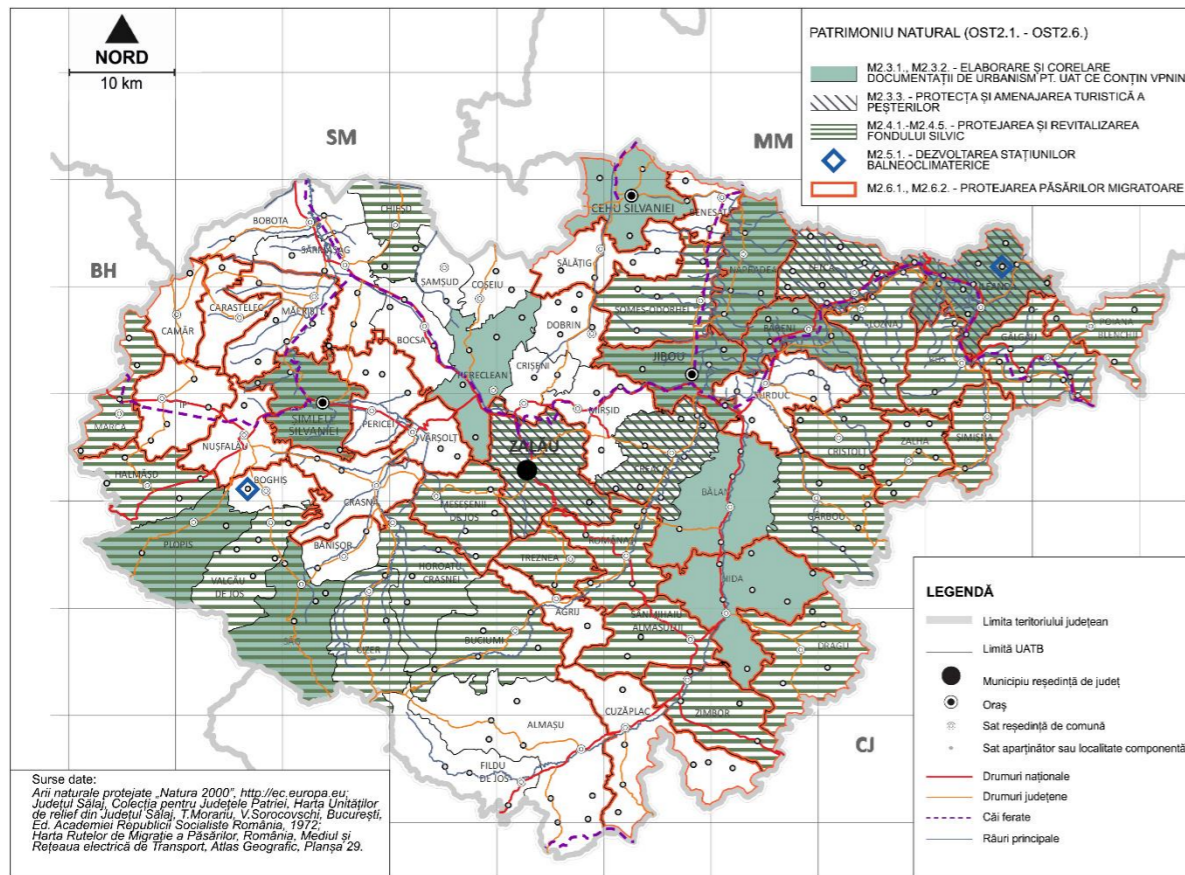 NORD
10 km
PATRIMONIU NATURAL (OST2.1. - OST2.6.)
M2.3.1., M2.3.2. - ELABORARE ȘI CORELARE
DOCUMENTAȚII DE URBANISM PT. UAT CE CONȚIN VPNIN
M2.3.3. - PROTECȚA ȘI AMENAJAREA TURISTICĂ A
PEȘTERILOR
M2.4.1.-M2.4.5. - PROTEJAREA ȘI REVITALIZAREA
FONDULUI SILVIC
M2.5.1. - DEZVOLTAREA STAȚIUNILOR
BALNEOCLIMATERICE
M2.6.1., M2.6.2. - PROTEJAREA PĂSĂRILOR MIGRATOARE
SM
MM
BH
CJ
CEHU SILVANIEI
BENESAT
BOBOTA
CHIEȘD
SĂRMĂȘAG
SAMȘUD
COȘEIU
SĂLĂȚIG
CARASTELEC
CAMĂR
DOBRIN
SOMEȘ-ODORHEI
BOCȘA
CRIȘENI
HERECLEAN
JIBOU
IP
ȘIMLEU
SILVANIEI
PERICEI
MIRȘID
SURDUC
MARCA
NUȘFALĂU
VÂRȘOLȚ
ZALĂU
CREACA
CRISTOLȚ
ZALHA
HALMĂȘD
BOGHIȘ
CRASNA
MESEȘENII
DE JOS
BĂLAN
GÂRBOU
PLOPIȘ
BĂNIȘOR
TREZNEA
VALCĂU
DE JOS
HOROATU
CRASNEI
AGRIJ
HIDA
SÂNMIHAIU
ALMAȘULUI
DRAGU
CIZER
BUCIUMI
ZIMBOR
CUZĂPLAC
ALMAȘU
FILDU
DE JOS
LEGENDĂ
Limita teritoriului județean
Limită UATB
Municipiu reședință de județ
Oraș
Sat reședință de comună
Sat aparținător sau localitate componentă
Drumuri naționale
Drumuri județene
Căi ferate
Râuri principale
Surse date:
Arii naturale protejate „Natura 2000”, http://ec.europa.eu;
Județul Sălaj, Colecția pentru Județele Patriei, Harta Unităților
de relief din Județul Sălaj, T.Morariu, V.Sorocovschi, București,
Ed. Academiei Republicii Socialiste România, 1972;
Harta Rutelor de Migrație a Păsărilor, România, Mediul și
Rețeaua electrică de Transport, Atlas Geografic, Planșa 29.